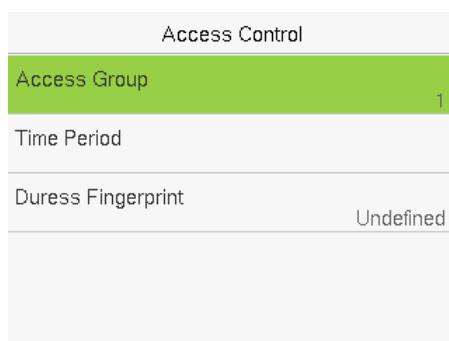 Access Control
Access Group
1
Time Period
Duress Fingerprint
Undefined